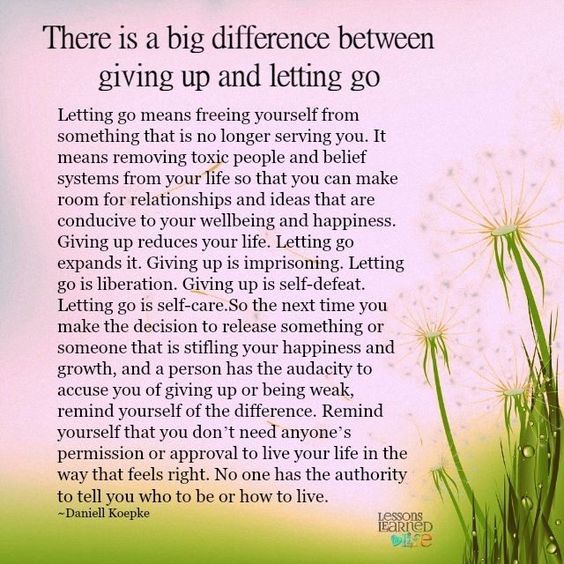 There is a big difference between
giving up and letting go
Letting go means freeing yourself from
something that is no longer serving you. It
means removing toxic people and belief
systems from your life so that you can make
room for relationships and ideas that are
conducive to your wellbeing and happiness.
Giving up reduces your life. Letting go
expands it. Giving up is imprisoning. Letting
go is liberation. Giving up is self-defeat.
Letting go is self-care.So the next time you
make the decision to release something or
someone that is stifling your happiness and
growth, and a person has the audacity to
accuse you of giving up or being weak,
remind yourself of the difference. Remind
yourself that you don’t need anyone’s
permission or approval to live your life in the
way that feels right. No one has the authority
to tell you who to be or how to live.
~Daniell Koepke
Lessons
Learned
in life